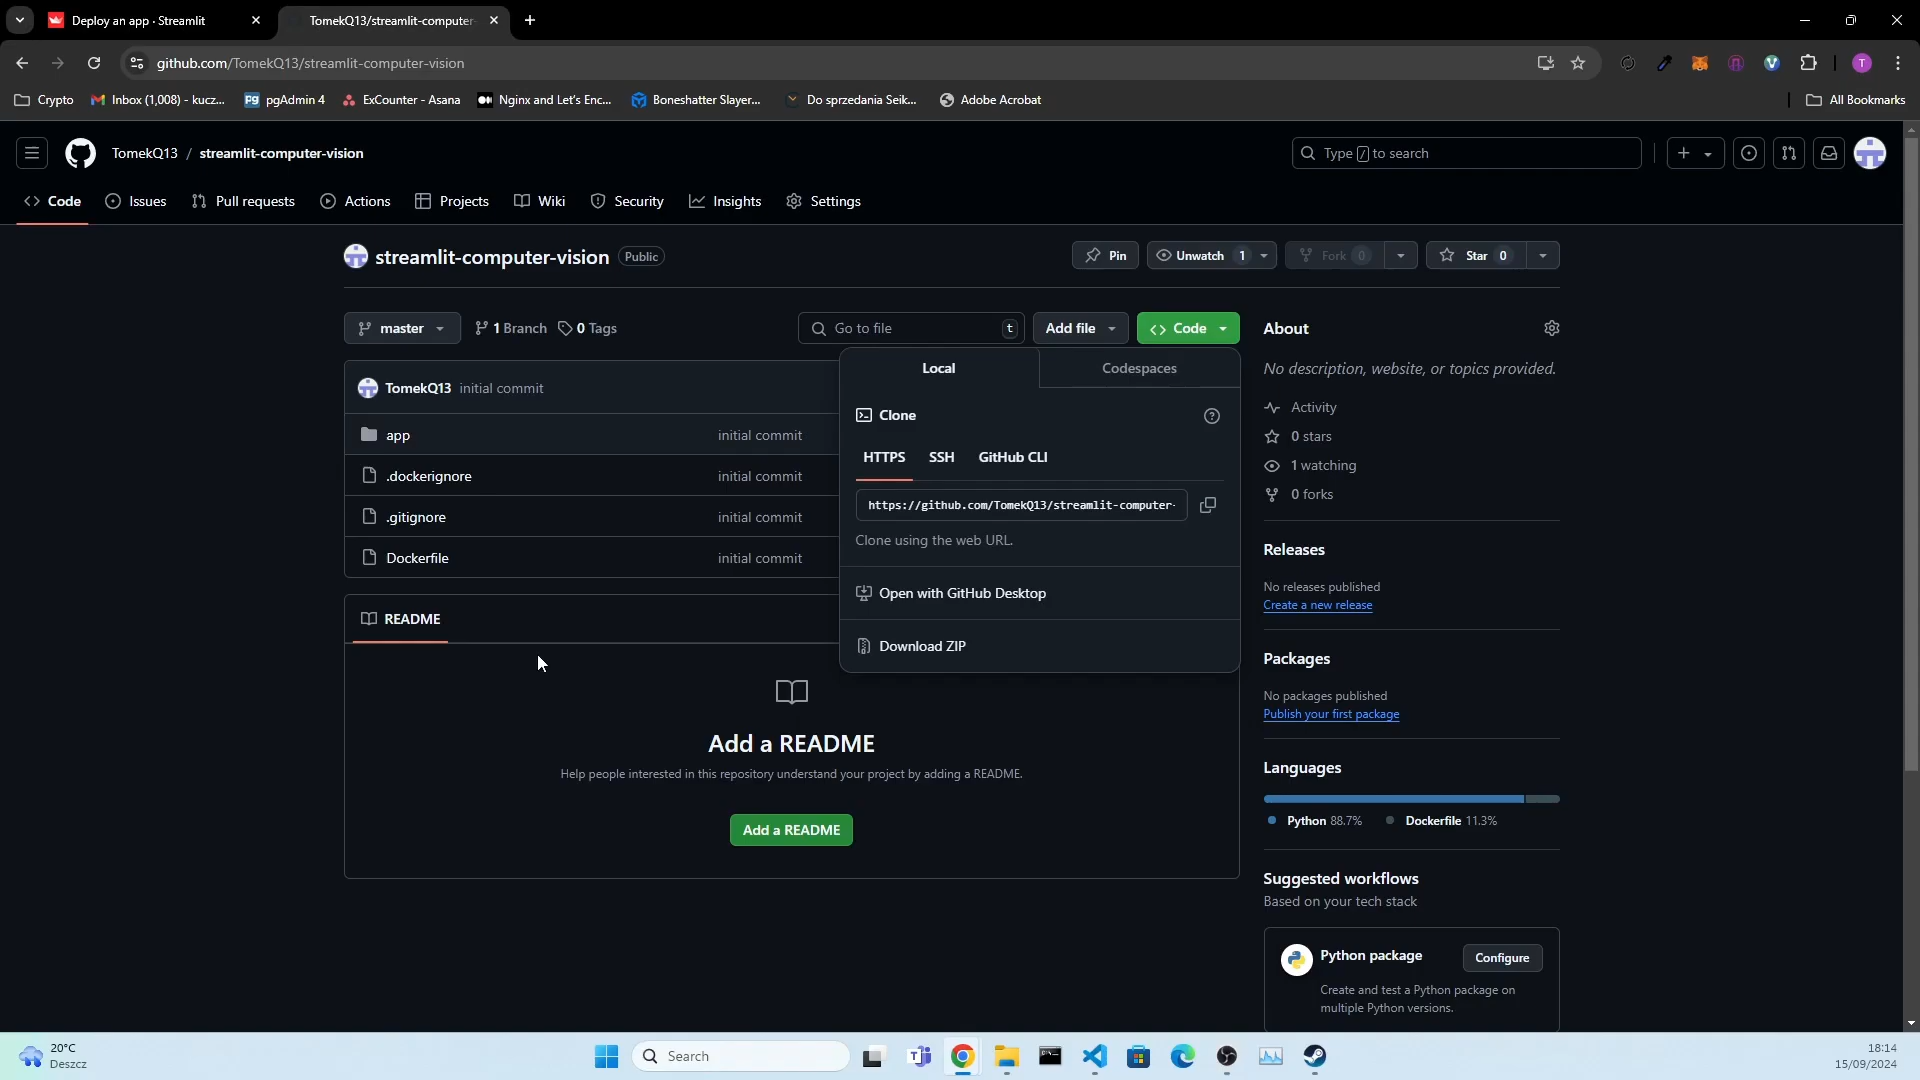 Deploy an app · Streamlit
TomekQ13/streamlit-computer-
github.com/TomekQ13/streamlit-computer-vision
Crypto
Inbox (1,008) - kucz...
pgAdmin 4
ExCounter - Asana
Nginx and Let's Enc...
Boneshatter Slayer...
Do sprzedania Seik...
Adobe Acrobat
All Bookmarks
TomekQ13 / streamlit-computer-vision
Type / to search
Code
Issues
Pull requests
Actions
Projects
Wiki
Security
Insights
Settings
streamlit-computer-vision Public
Pin
Unwatch 1
Fork 0
Star 0
master
1 Branch
0 Tags
Go to file t
Add file
Code
TomekQ13 initial commit
app initial commit
.dockerignore initial commit
.gitignore initial commit
Dockerfile initial commit
Local
Codespaces
Clone
HTTPS SSH GitHub CLI
https://github.com/TomekQ13/streamlit-computer-
Clone using the web URL.
Open with GitHub Desktop
Download ZIP
README
Add a README
Help people interested in this repository understand your project by adding a README.
Add a README
About
No description, website, or topics provided.
Activity
0 stars
1 watching
0 forks
Releases
No releases published
Create a new release
Packages
No packages published
Publish your first package
Languages
Python 88.7% Dockerfile 11.3%
Suggested workflows
Based on your tech stack
Python package
Configure
Create and test a Python package on
multiple Python versions.
20°C
Deszcz
Search
18:14
15/09/2024